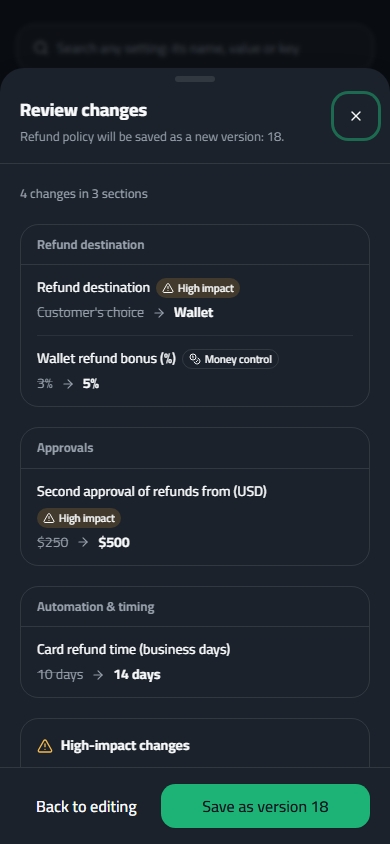 Search any setting: its name, value or key
Review changes
Refund policy will be saved as a new version: 18.
4 changes in 3 sections
Refund destination
Refund destination High impact
Customer's choice → Wallet
Wallet refund bonus (%) Money control
3% → 5%
Approvals
Second approval of refunds from (USD)
High impact
$250 → $500
Automation & timing
Card refund time (business days)
10 days → 14 days
High-impact changes
Back to editing Save as version 18